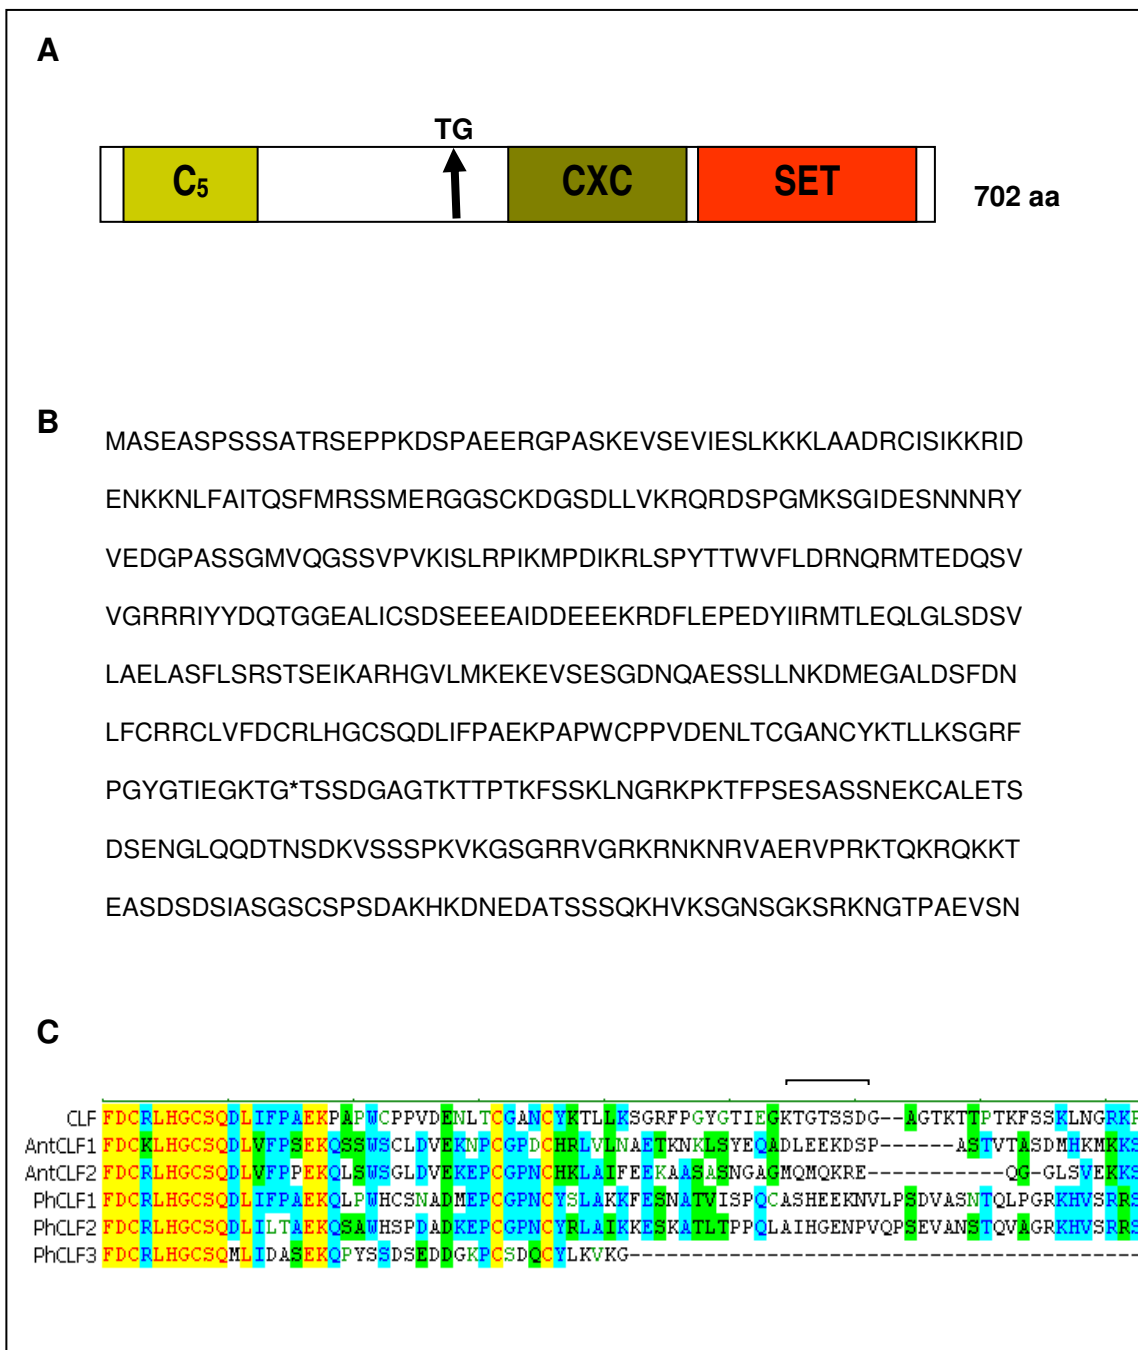 A
TG
C5 CXC SET 702 aa
B
MASEASPSSSATRSEPPKDSPAEERGPASKEVSEVIESLKKKLAADRCISIKKRID
ENKKNLFAITQSFMRSSMERGGSCKDGSDLLVKRQRDSPGMKSGIDESNNNRY
VEDGPASSGMVQGSSVPVKISLRPIKMPDIKRLSPYTTWVFLDRNQRMTEDQSV
VGRRRIYYDQTGGEALICSDSEEEAIDDEEEKRDFLEPEDYIIRMTLEQLGLSDSV
LAELASFLSRSTSEIKARHGVLMKEKEVSESGDNQAESSLLNKDMEGALDSFDN
LFCRRCLVFDCRLHGCSQDLIFPAEKPAPWCPPVDENLTCGANCYKTLLKSGRF
PGYGTIEGKTG*TSSDGAGTKTTPTKFSSKLNGRKPKTFPSESASSNEKCALETS
DSENGLQQDTNSDKVSSSPKVKGSGRRVGRKRNKNRVAERVPRKTQKRQKKT
EASDSDSIASGSCSPSDAKHKDNEDATSSSQKHVKSGNSGKSRKNGTPAEVSN
C
CLF FDCRLHGCSQDLIFPAEKPAPWCPPVDENLTCGANCYKTLLKSGRFPGYGTIEGKTGTSSDG--AGTKTTPTKFSSKLNGRKP
AntCLF1 FDCKLHGCSQDLVFPSEKQSSWSCLDVEKNPCGPDCHRLVLNAETKNKLSYEQADLEEKDSP------ASTVTASDMHKMKKS
AntCLF2 FDCRLHGCSQDLVFPPEKQLSWSGLDVEKEPCGPNCHKLAIFEEKAASASNGAGMQMQKRE-----------QG-GLSVEKKS
PhCLF1 FDCRLHGCSQDLIFPAEKQLPWHCSNADMEPCGPNCYSLAKKFESNATVISPQCASHEEKNVLPSDVASNTQLPGRKHVSRRS
PhCLF2 FDCRLHGCSQDLILTAEKQSAWHSPDADKEPCGPNCYRLAIKKESKATLTPPQLAIHGENPVQPSEVANSTQVAGRKHVSRRS
PhCLF3 FDCRLHGCSQMLIDASEKQPYSSDSEDDGKPCSDQCYLKVKG-----------------------------------------